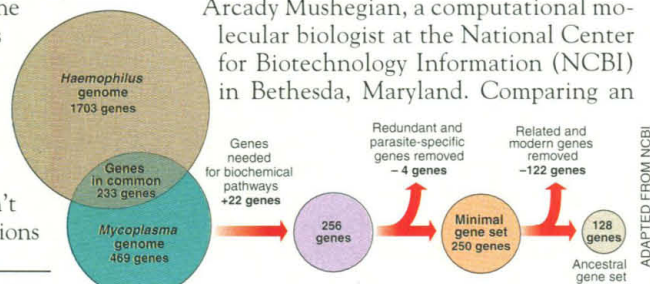 Arcady Mushegian, a computational mo-
lecular biologist at the National Center
for Biotechnology Information (NCBI)
in Bethesda, Maryland. Comparing an
't
ions
Haemophilus
genome
1703 genes
Genes
in common
233 genes
Mycoplasma
genome
469 genes
Genes
needed
for biochemical
pathways
+22 genes
256
genes
Redundant and
parasite-specific
genes removed
– 4 genes
Minimal
gene set
250 genes
Related and
modern genes
removed
–122 genes
128
genes
Ancestral
gene set
ADAPTED FROM NCBI